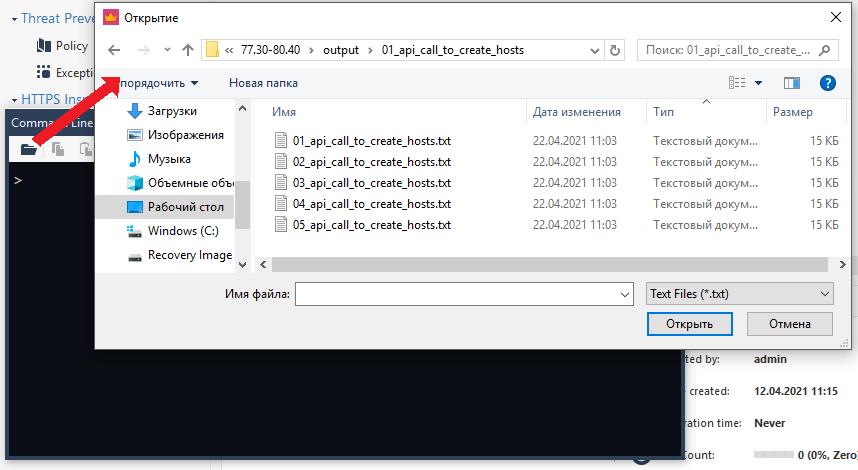 Threat Preve
Policy
Excepti
HTTPS Insp
Command Line
>
Открытие
« 77.30-80.40 › output › 01_api_call_to_create_hosts
Поиск: 01_api_call_to_create_...
порядочить
Новая папка
Загрузки
Изображения
Музыка
Объемные объ
Рабочий стол
Windows (C:)
Recovery Image
Имя Дата изменения Тип Размер
01_api_call_to_create_hosts.txt 22.04.2021 11:03 Текстовый докум... 15 КБ
02_api_call_to_create_hosts.txt 22.04.2021 11:03 Текстовый докум... 15 КБ
03_api_call_to_create_hosts.txt 22.04.2021 11:03 Текстовый докум... 15 КБ
04_api_call_to_create_hosts.txt 22.04.2021 11:03 Текстовый докум... 15 КБ
05_api_call_to_create_hosts.txt 22.04.2021 11:03 Текстовый докум... 15 КБ
Имя файла:
Text Files (*.txt)
Открыть Отмена
ted by: admin
created: 12.04.2021 11:15
ration time: Never
Count: 0 (0%, Zero)